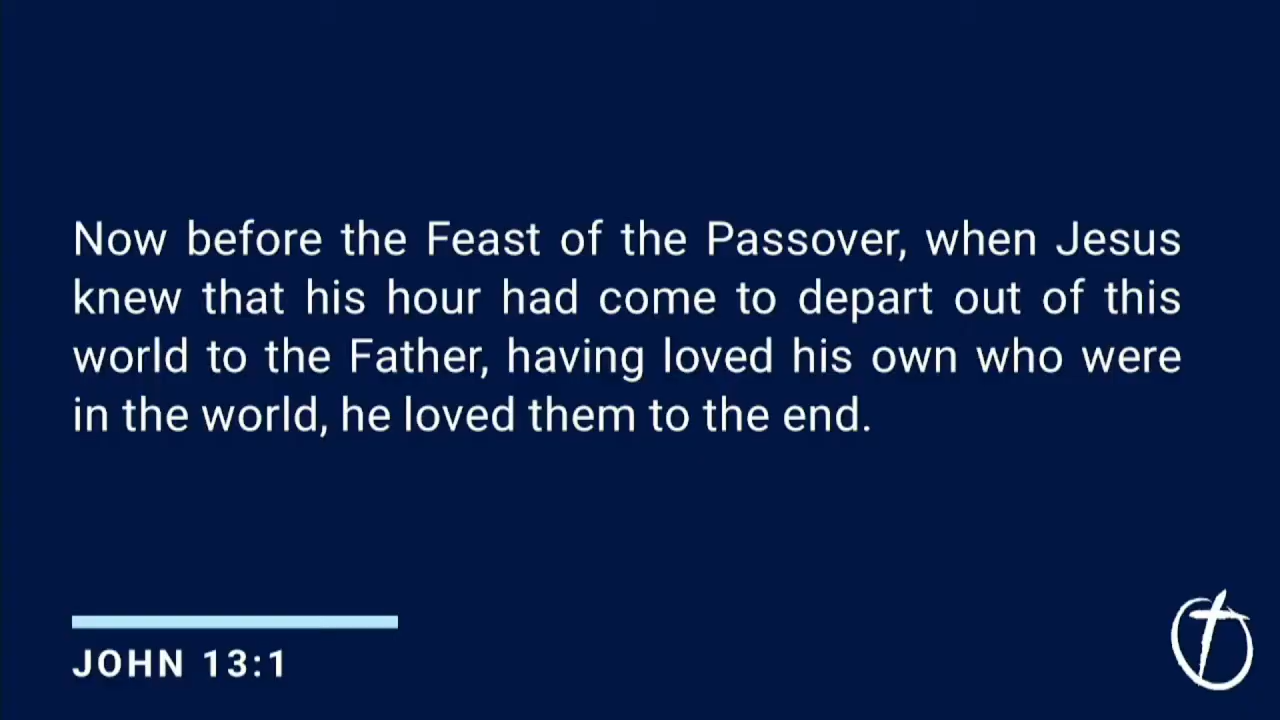 Now before the Feast of the Passover, when Jesus
knew that his hour had come to depart out of this
world to the Father, having loved his own who were
in the world, he loved them to the end.
JOHN 13:1